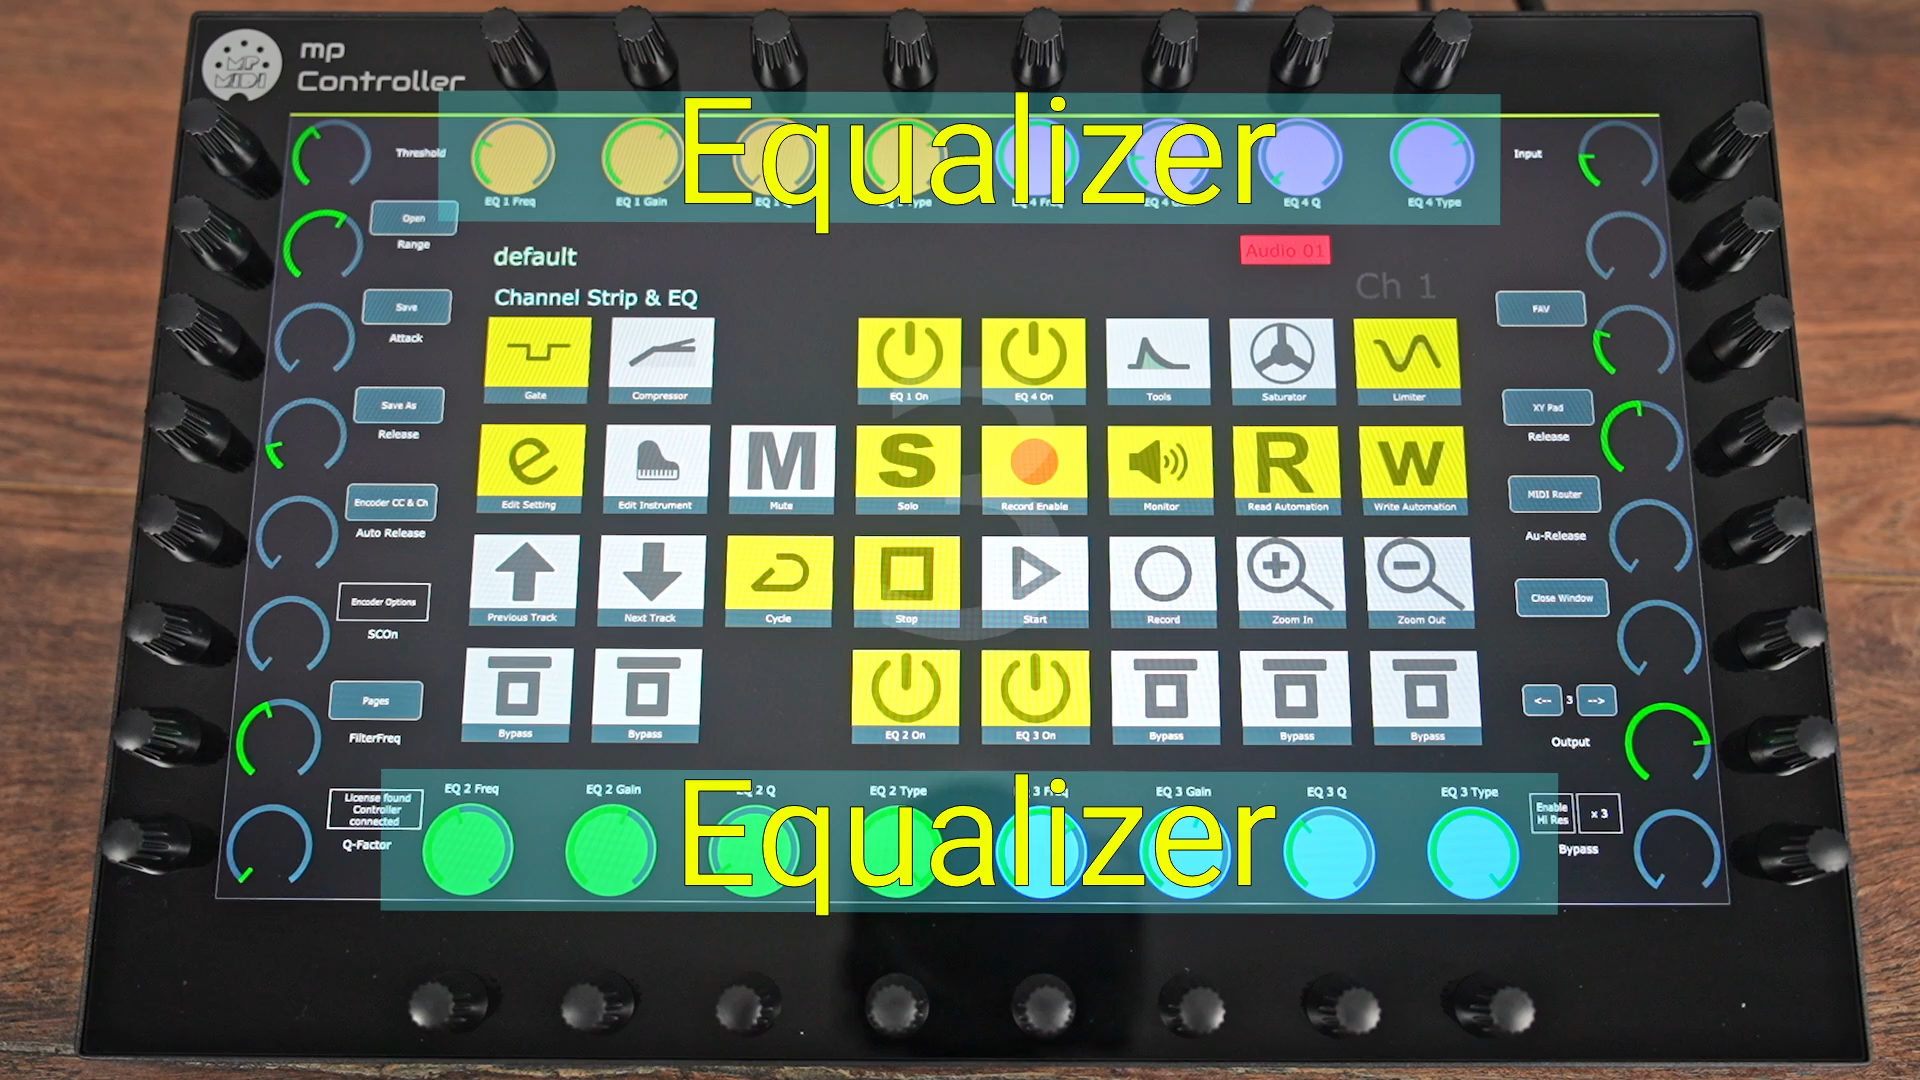 mp
Controller
MP
MIDI
Equalizer
Threshold
Input
EQ 1 Freq
EQ 1 Gain
EQ 4 Q
EQ 4 Type
Open
Range
default
Audio 01
Ch 1
Channel Strip & EQ
Save
Attack
FAV
Gate
Compressor
EQ 1 On
EQ 4 On
Tools
Saturator
Limiter
Save As
Release
XY Pad
Release
e
M
S
R
W
Edit Setting
Edit Instrument
Mute
Solo
Record Enable
Monitor
Read Automation
Write Automation
Encoder CC & Ch
Auto Release
MIDI Router
Au-Release
3
Encoder Options
SCOn
Close Window
Previous Track
Next Track
Cycle
Stop
Start
Record
Zoom In
Zoom Out
Pages
FilterFreq
<-- 3 -->
Output
Bypass
Bypass
EQ 2 On
EQ 3 On
Bypass
Bypass
Bypass
License found
Controller
connected
Q-Factor
EQ 2 Freq
EQ 2 Gain
EQ 2 Q
EQ 2 Type
EQ 3 Gain
EQ 3 Q
EQ 3 Type
Equalizer
Enable
Hi Res
x 3
Bypass